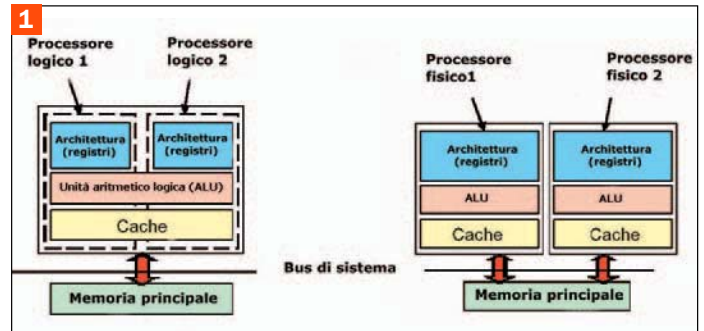 1
Processore
logico 1
Processore
logico 2
Architettura
(registri)
Architettura
(registri)
Unità aritmetico logica (ALU)
Cache
Memoria principale
Bus di sistema
Processore
fisico1
Processore
fisico 2
Architettura
(registri)
Architettura
(registri)
ALU
ALU
Cache
Cache
Memoria principale